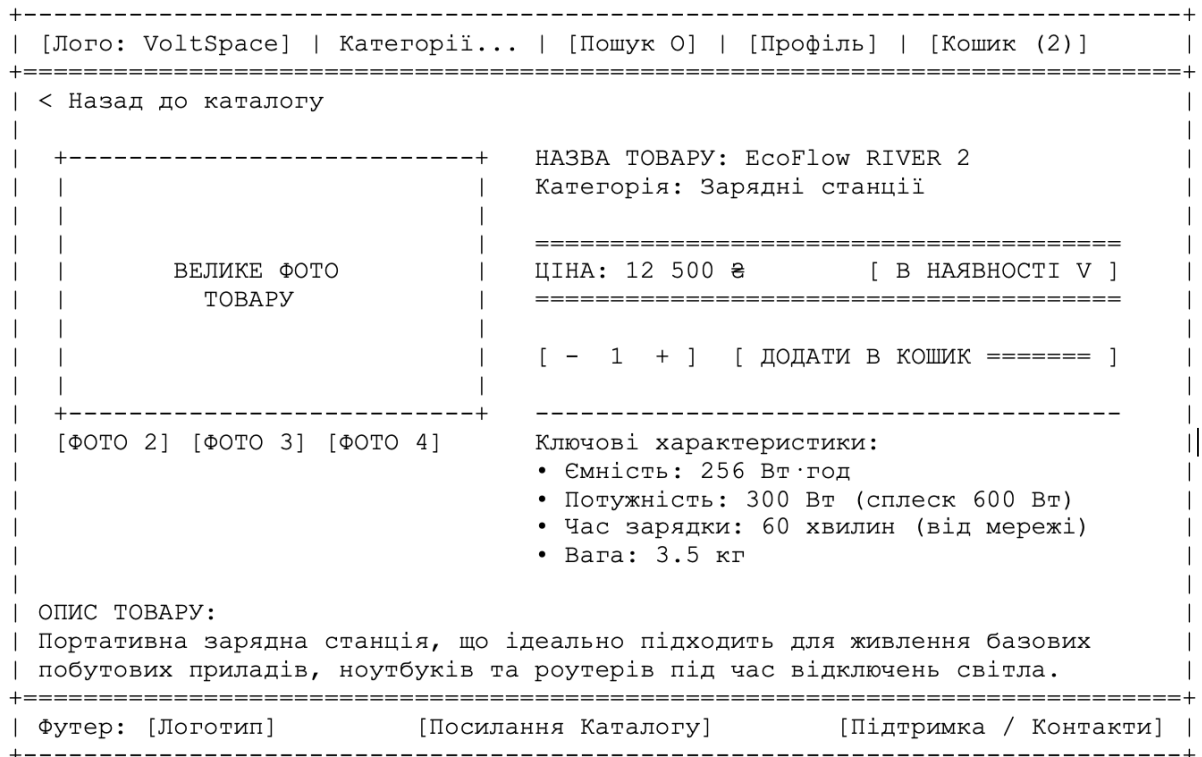 [Лого: VoltSpace] | Категорії... | [Пошук О] | [Профіль] | [Кошик (2)]
< Назад до каталогу
НАЗВА ТОВАРУ: EcoFlow RIVER 2
Категорія: Зарядні станції
ВЕЛИКЕ ФОТО
ТОВАРУ
ЦІНА: 12 500 ₴ [ В НАЯВНОСТІ V ]
[ - 1 + ] [ ДОДАТИ В КОШИК ======= ]
[ФОТО 2] [ФОТО 3] [ФОТО 4]
Ключові характеристики:
• Ємність: 256 Вт·год
• Потужність: 300 Вт (сплеск 600 Вт)
• Час зарядки: 60 хвилин (від мережі)
• Вага: 3.5 кг
ОПИС ТОВАРУ:
Портативна зарядна станція, що ідеально підходить для живлення базових
побутових приладів, ноутбуків та роутерів під час відключень світла.
Футер: [Логотип] [Посилання Каталогу] [Підтримка / Контакти]